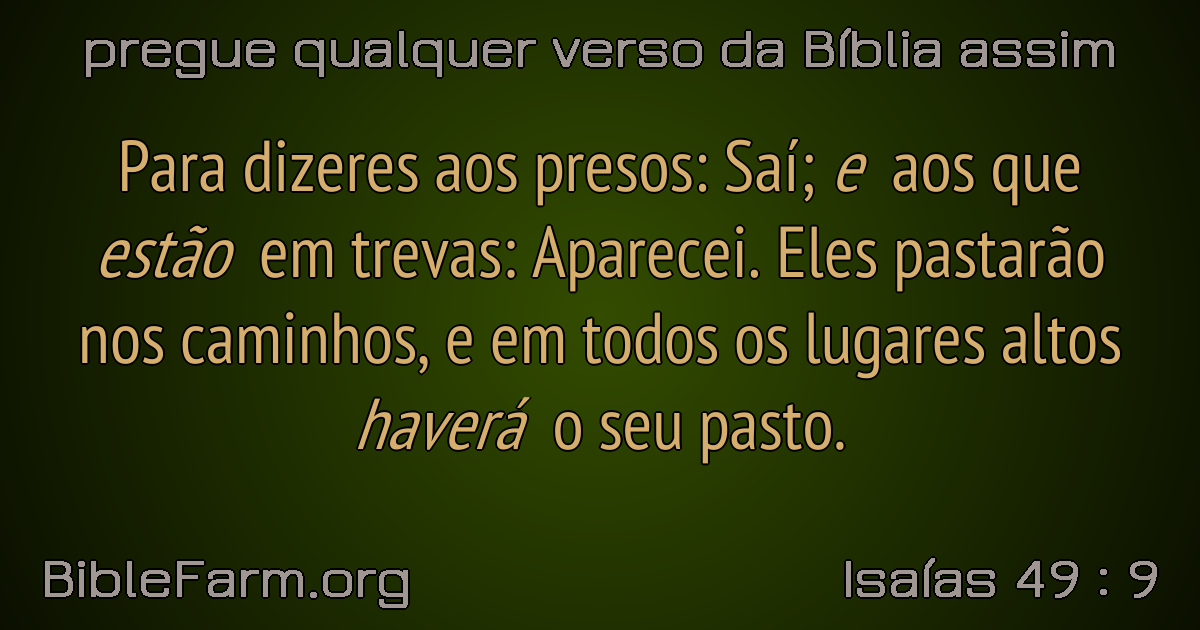 pregue qualquer verso da Bíblia assim
Para dizeres aos presos: Saí; e aos que
estão em trevas: Aparecei. Eles pastarão
nos caminhos, e em todos os lugares altos
haverá o seu pasto.
BibleFarm.org
Isaías 49 : 9